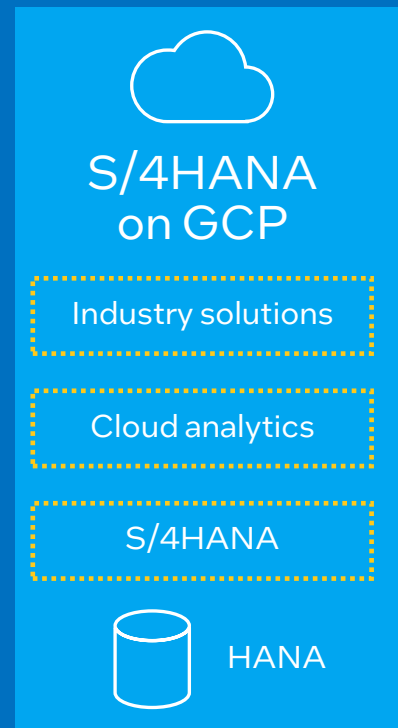 S/4HANA
on GCP
Industry solutions
Cloud analytics
S/4HANA
HANA